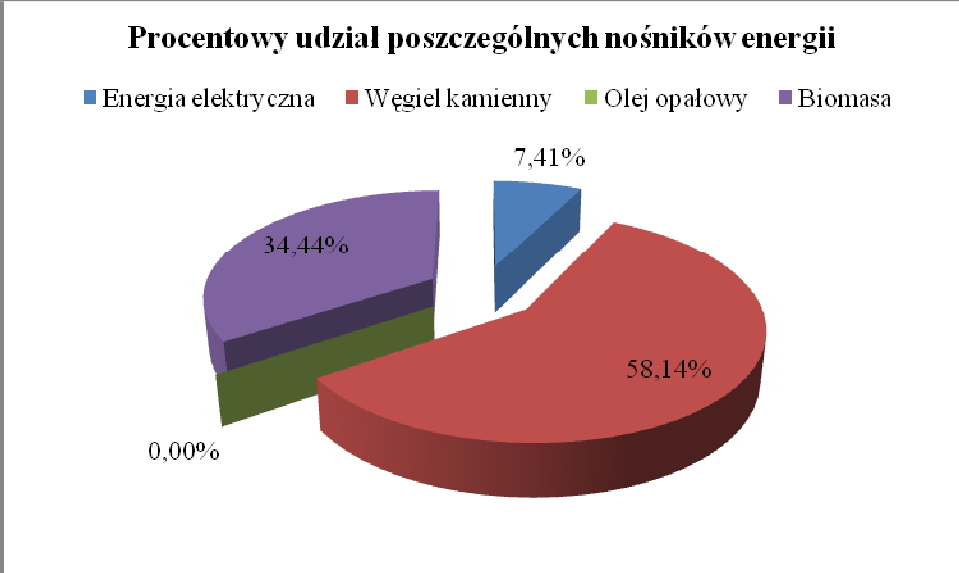 Procentowy udział poszczególnych nośników energii
Energia elektryczna Węgiel kamienny Olej opałowy Biomasa
7,41%
34,44%
58,14%
0,00%